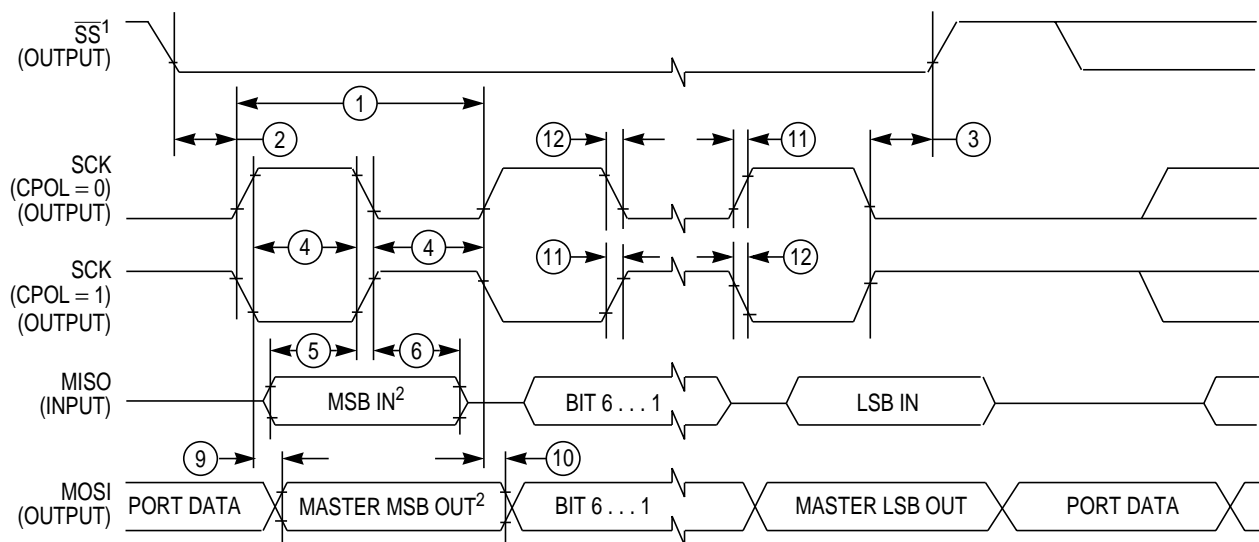 SS¹
(OUTPUT)
1
2
12
11
3
SCK
(CPOL = 0)
(OUTPUT)
4
4
SCK
(CPOL = 1)
(OUTPUT)
11
12
5
6
MISO
(INPUT)
MSB IN²
BIT 6 . . . 1
LSB IN
9
10
MOSI
(OUTPUT)
PORT DATA
MASTER MSB OUT²
BIT 6 . . . 1
MASTER LSB OUT
PORT DATA